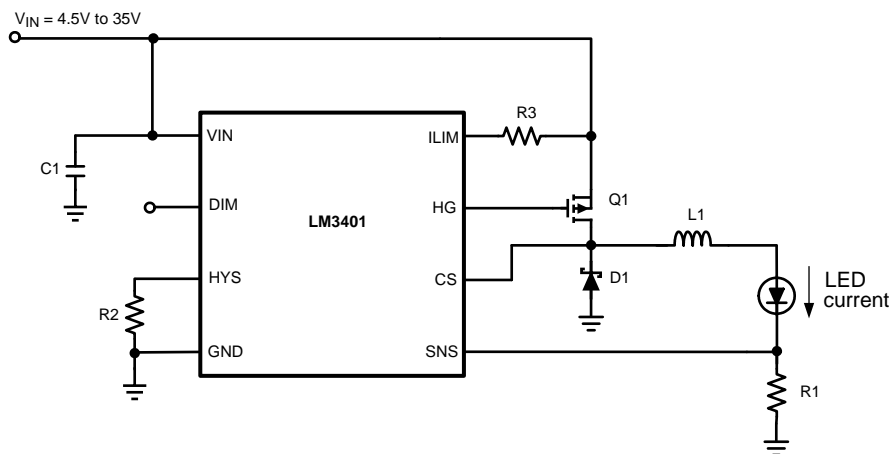 VIN = 4.5V to 35V
R3
VIN
ILIM
C1
Q1
DIM
HG
L1
LM3401
HYS
CS
D1
LED
current
R2
GND
SNS
R1